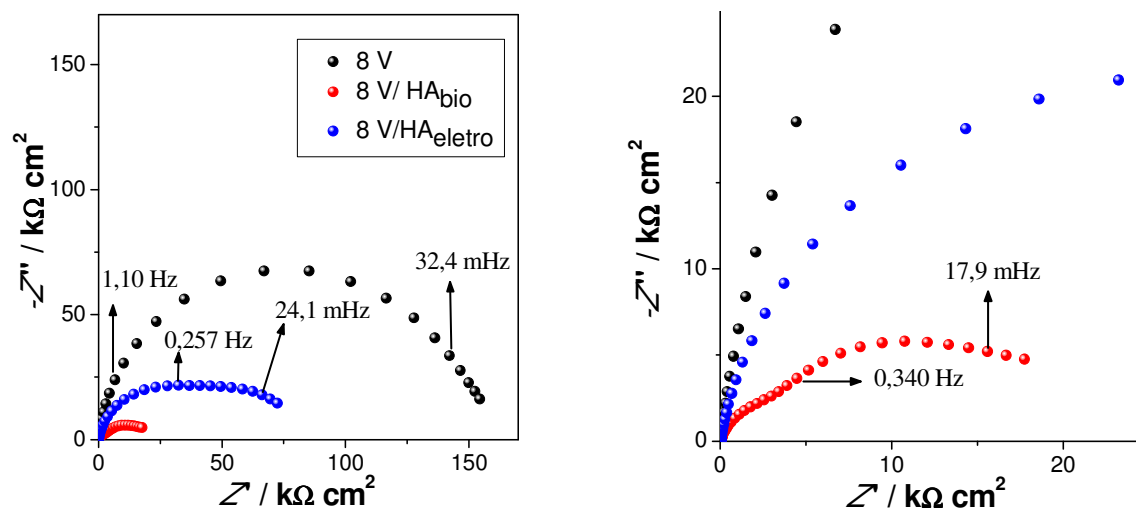 150
100
50
0
-Z'' / kΩ cm²
8 V
8 V/ HAbio
8 V/HAeletro
1,10 Hz
0,257 Hz
24,1 mHz
32,4 mHz
0 50 100 150
Z' / kΩ cm²
20
10
0
-Z'' / kΩ cm²
17,9 mHz
0,340 Hz
0 10 20
Z' / kΩ cm²